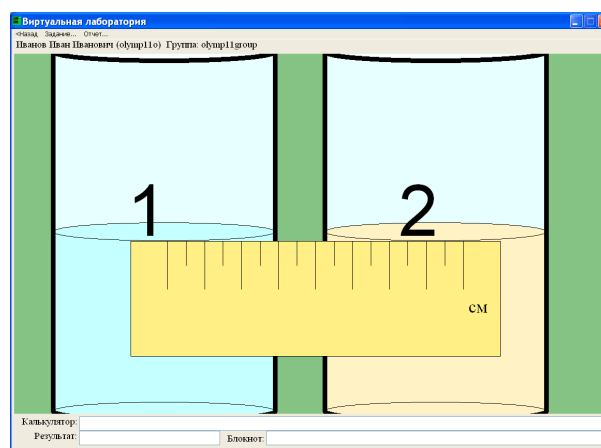 Виртуальная лаборатория
<Назад Задание... Отчет...
Иванов Иван Иванович (olymp11o) Группа: olymp11group
1 2
см
Калькулятор:
Результат: Блокнот: